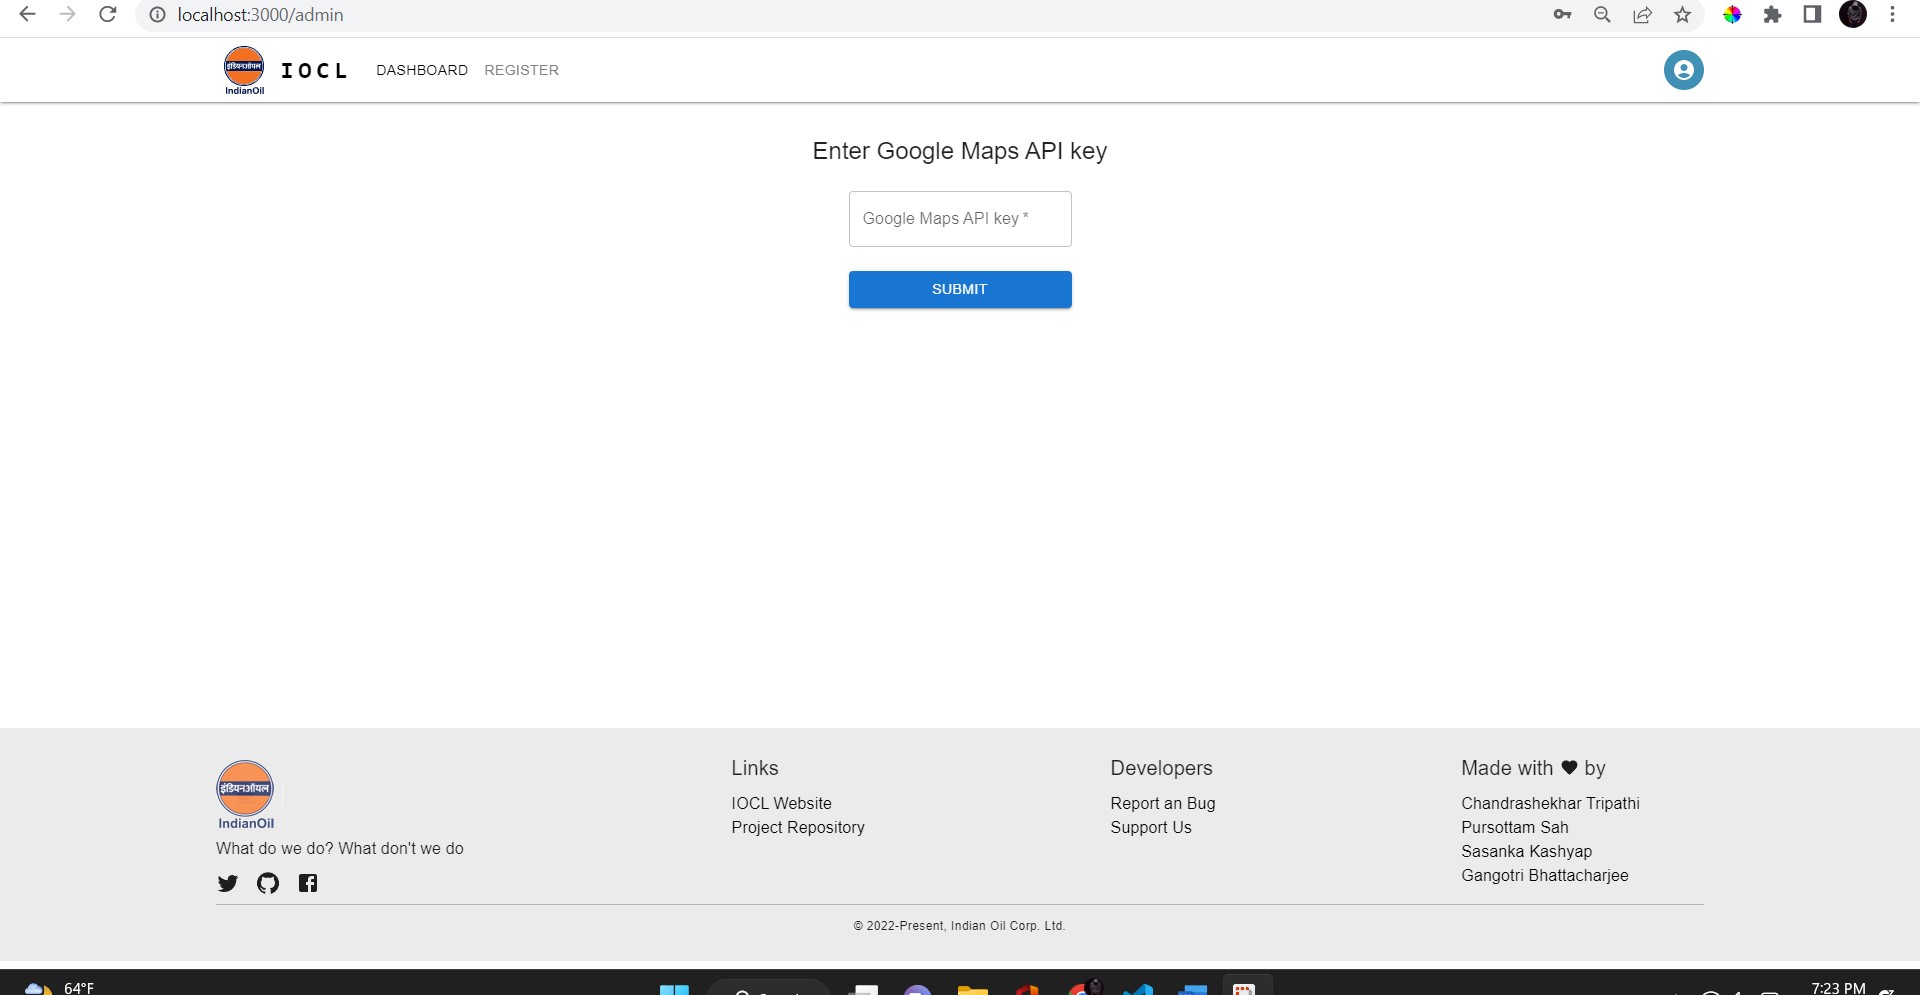 localhost:3000/admin
इंडियनऑयल
IndianOil
IOCL
DASHBOARD
REGISTER
Enter Google Maps API key
Google Maps API key *
SUBMIT
इंडियनऑयल
IndianOil
What do we do? What don't we do
Links
IOCL Website
Project Repository
Developers
Report an Bug
Support Us
Made with ♥ by
Chandrashekhar Tripathi
Pursottam Sah
Sasanka Kashyap
Gangotri Bhattacharjee
© 2022-Present, Indian Oil Corp. Ltd.
64°F
7:23 PM